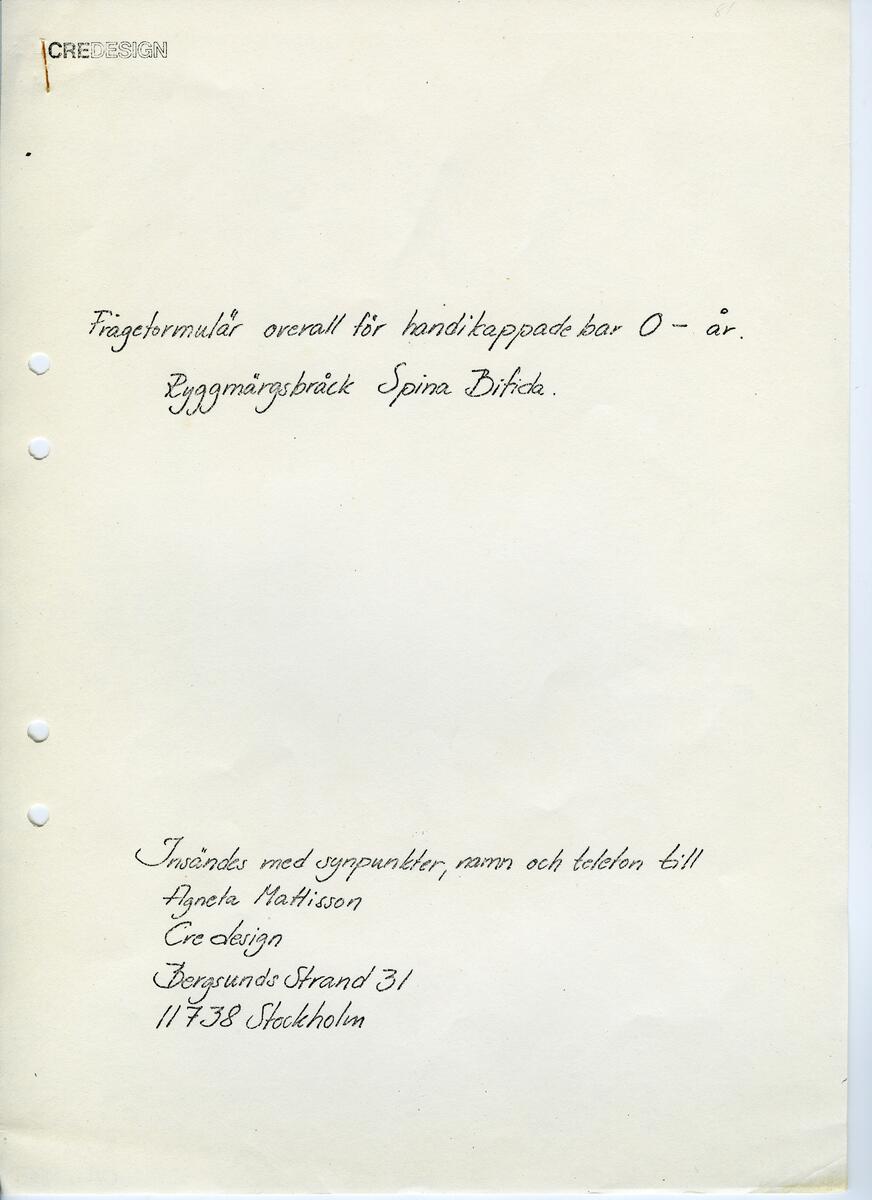 81
CREDESIGN
Frågeformulär overall för handikappade bar 0 - år.
Ryggmärgsbråck Spina Bifida.
Insändes med synpunkter, namn och telefon till
Agneta Mattisson
Cre design
Bergsunds Strand 31
11738 Stockholm